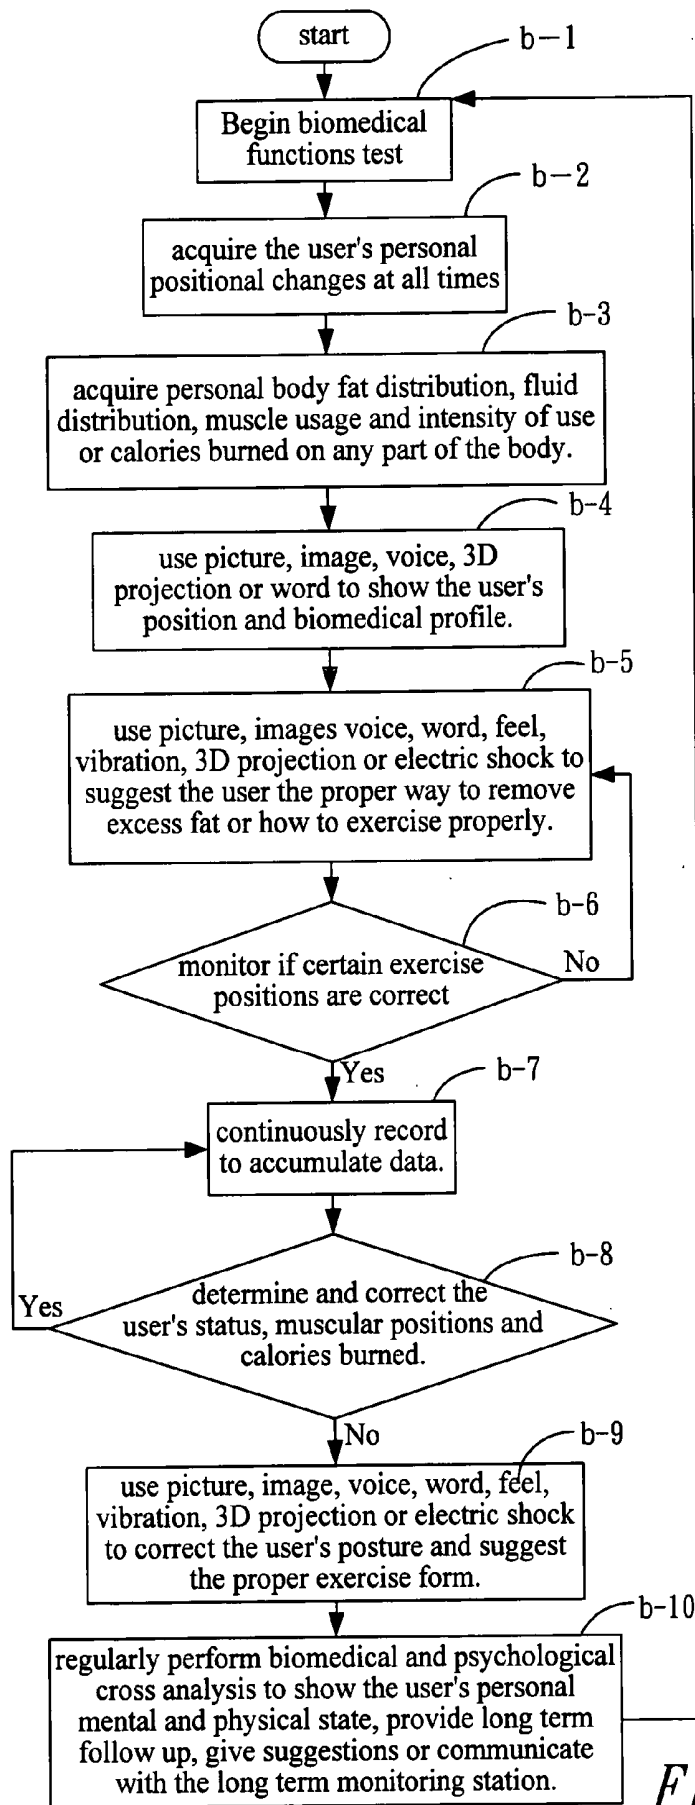 start
b-1
Begin biomedical
functions test
b-2
acquire the user's personal
positional changes at all times
b-3
acquire personal body fat distribution, fluid
distribution, muscle usage and intensity of use
or calories burned on any part of the body.
b-4
use picture, image, voice, 3D
projection or word to show the user's
position and biomedical profile.
b-5
use picture, images voice, word, feel,
vibration, 3D projection or electric shock to
suggest the user the proper way to remove
excess fat or how to exercise properly.
b-6
monitor if certain exercise
positions are correct
No
Yes
b-7
continuously record
to accumulate data.
b-8
determine and correct the
user's status, muscular positions and
calories burned.
Yes
No
b-9
use picture, image, voice, word, feel,
vibration, 3D projection or electric shock
to correct the user's posture and suggest
the proper exercise form.
b-10
regularly perform biomedical and psychological
cross analysis to show the user's personal
mental and physical state, provide long term
follow up, give suggestions or communicate
with the long term monitoring station.